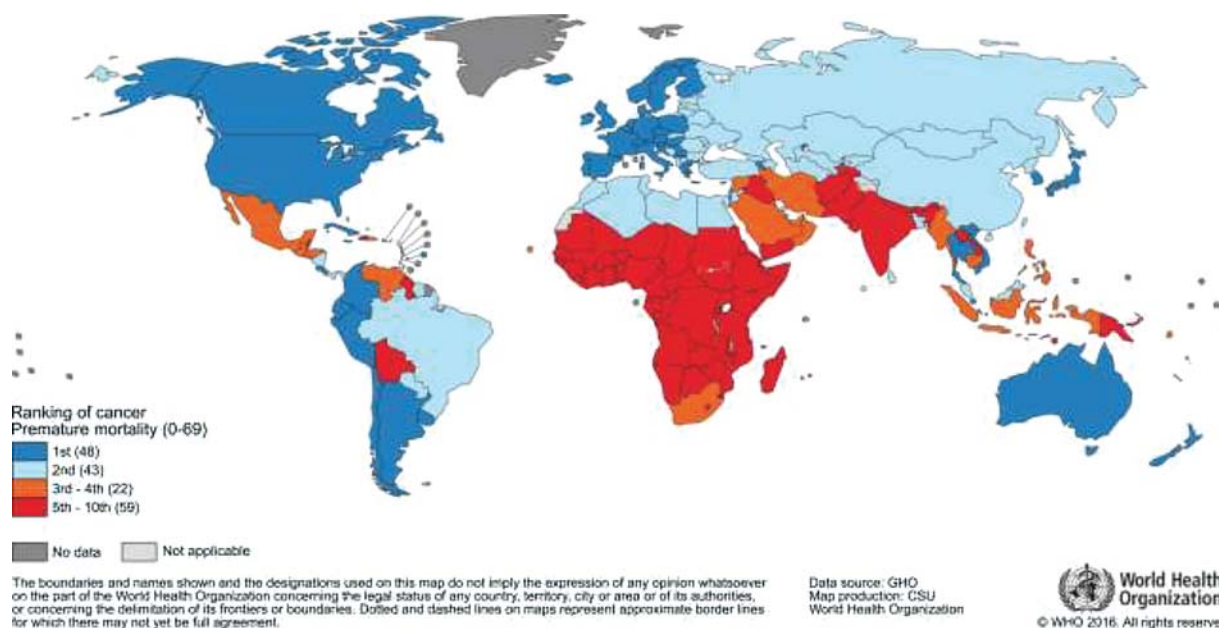 Ranking of cancer
Premature mortality (0-69)
1st (48)
2nd (43)
3rd - 4th (22)
5th - 10th (59)
No data
Not applicable
The boundaries and names shown and the designations used on this map do not imply the expression of any opinion whatsoever
on the part of the World Health Organization concerning the legal status of any country, territory, city or area or of its authorities,
or concerning the delimitation of its frontiers or boundaries. Dotted and dashed lines on maps represent approximate border lines
for which there may not yet be full agreement.
Data source: GHO
Map production: CSU
World Health Organization
World Health
Organization
© WHO 2016. All rights reserve